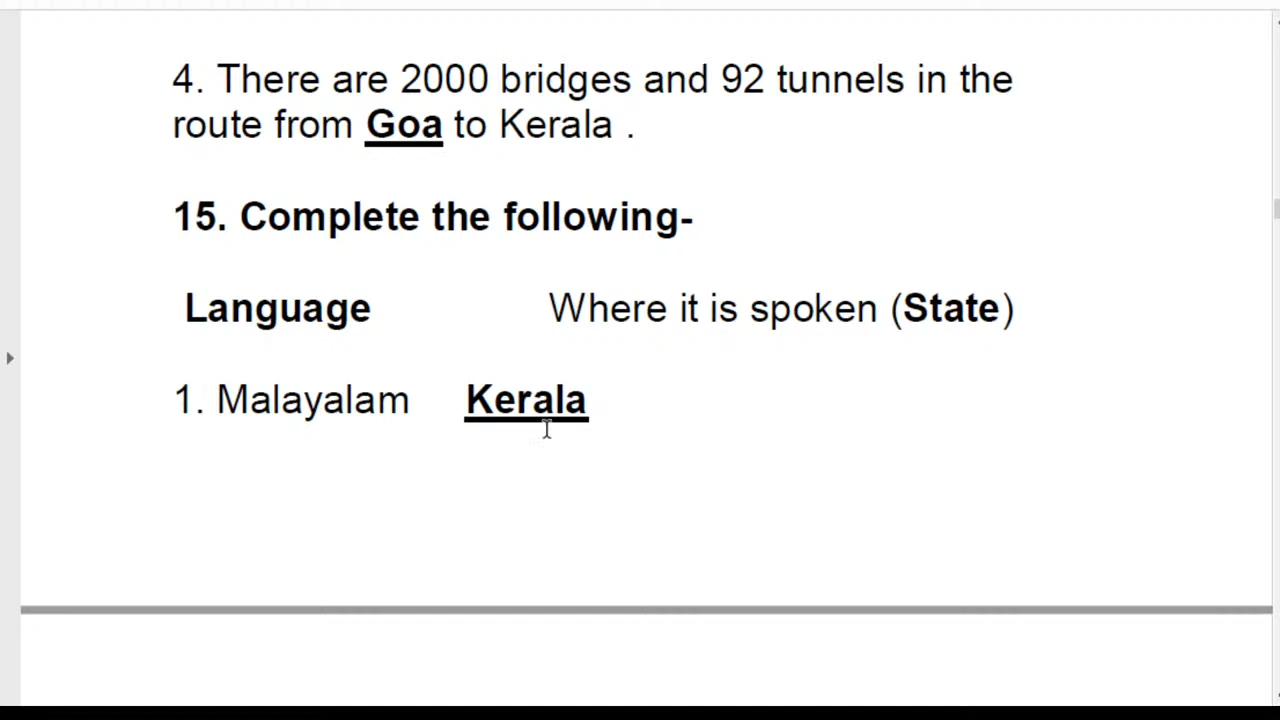 4. There are 2000 bridges and 92 tunnels in the
route from Goa to Kerala .
15. Complete the following-
Language Where it is spoken (State)
1. Malayalam Kerala